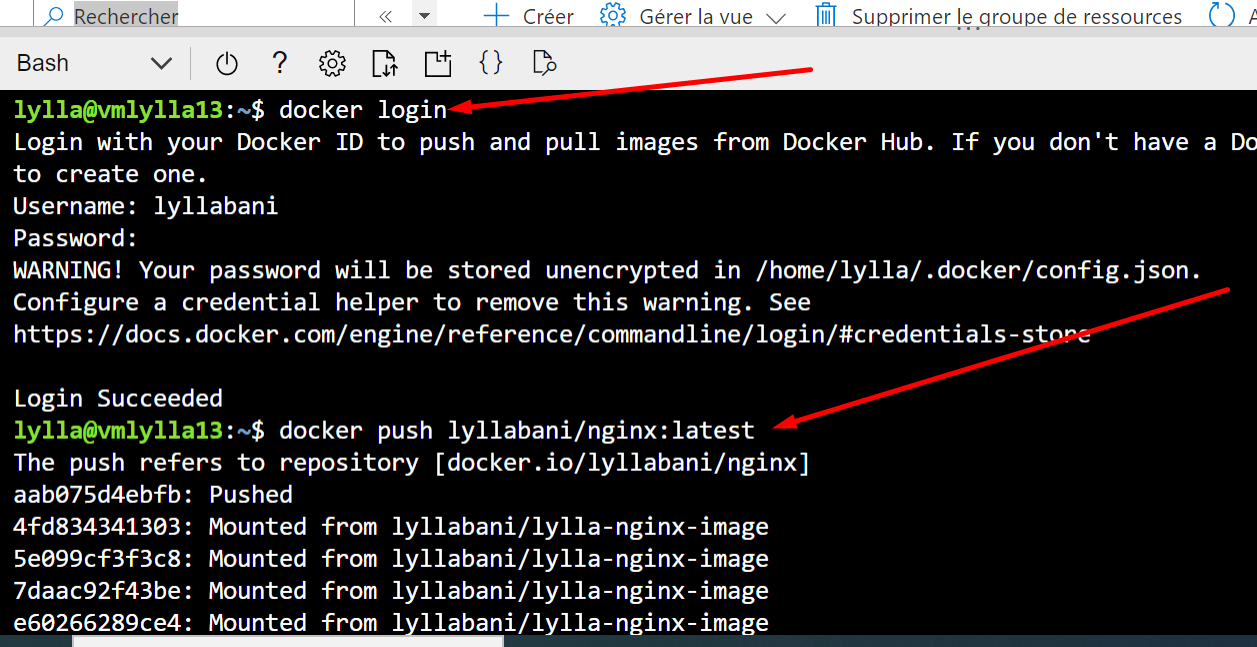 Rechercher « Créer Gérer la vue Supprimer le groupe de ressources A
Bash ? {}
lylla@vmlylla13:~$ docker login
Login with your Docker ID to push and pull images from Docker Hub. If you don't have a Do
to create one.
Username: lyllabani
Password:
WARNING! Your password will be stored unencrypted in /home/lylla/.docker/config.json.
Configure a credential helper to remove this warning. See
https://docs.docker.com/engine/reference/commandline/login/#credentials-store
Login Succeeded
lylla@vmlylla13:~$ docker push lyllabani/nginx:latest
The push refers to repository [docker.io/lyllabani/nginx]
aab075d4ebfb: Pushed
4fd834341303: Mounted from lyllabani/lylla-nginx-image
5e099cf3f3c8: Mounted from lyllabani/lylla-nginx-image
7daac92f43be: Mounted from lyllabani/lylla-nginx-image
e60266289ce4: Mounted from lyllabani/lylla-nginx-image